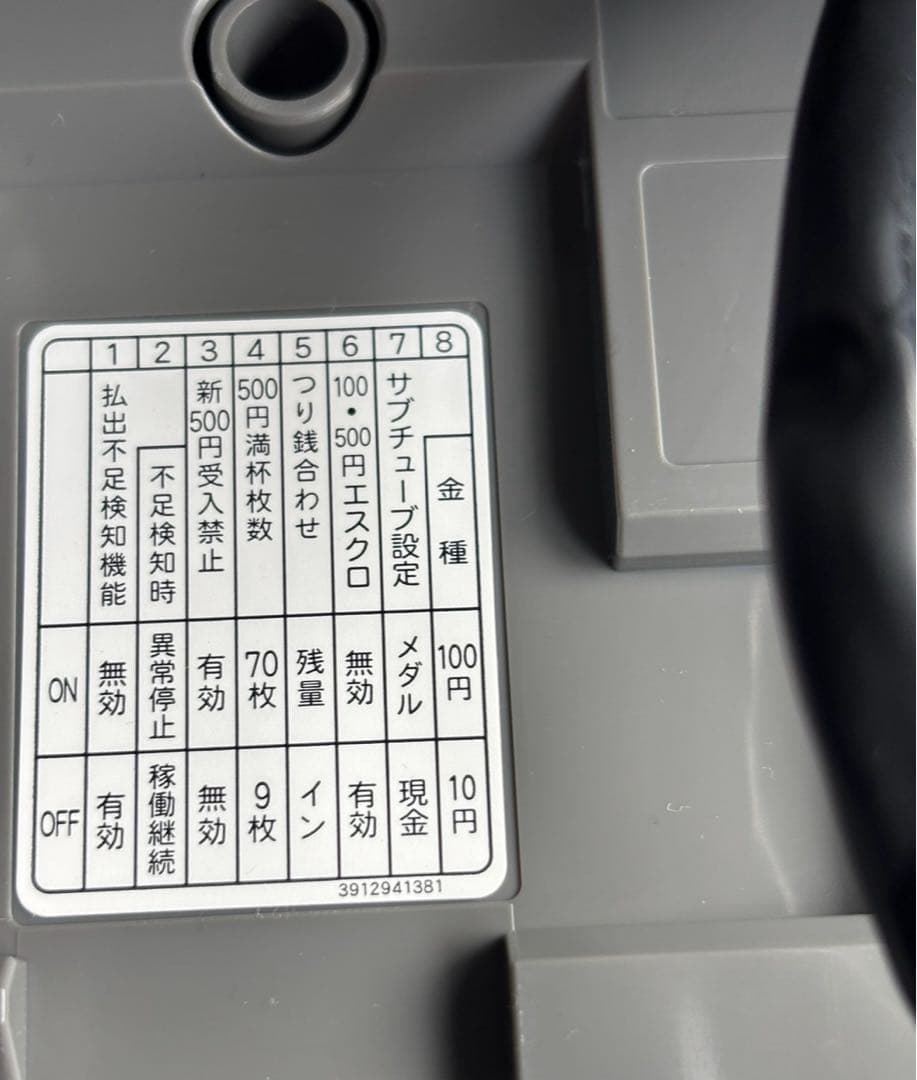 1 2 3 4 5 6 7 8
払出不足検知機能
不足検知時
新500円受入禁止
500円満杯枚数
つり銭合わせ
100・500円エスクロ
サブチューブ設定
金種
ON 無効 異常停止 有効 70枚 残量 無効 メダル 100円
OFF 有効 稼働継続 無効 9枚 イン 有効 現金 10円
3912941381